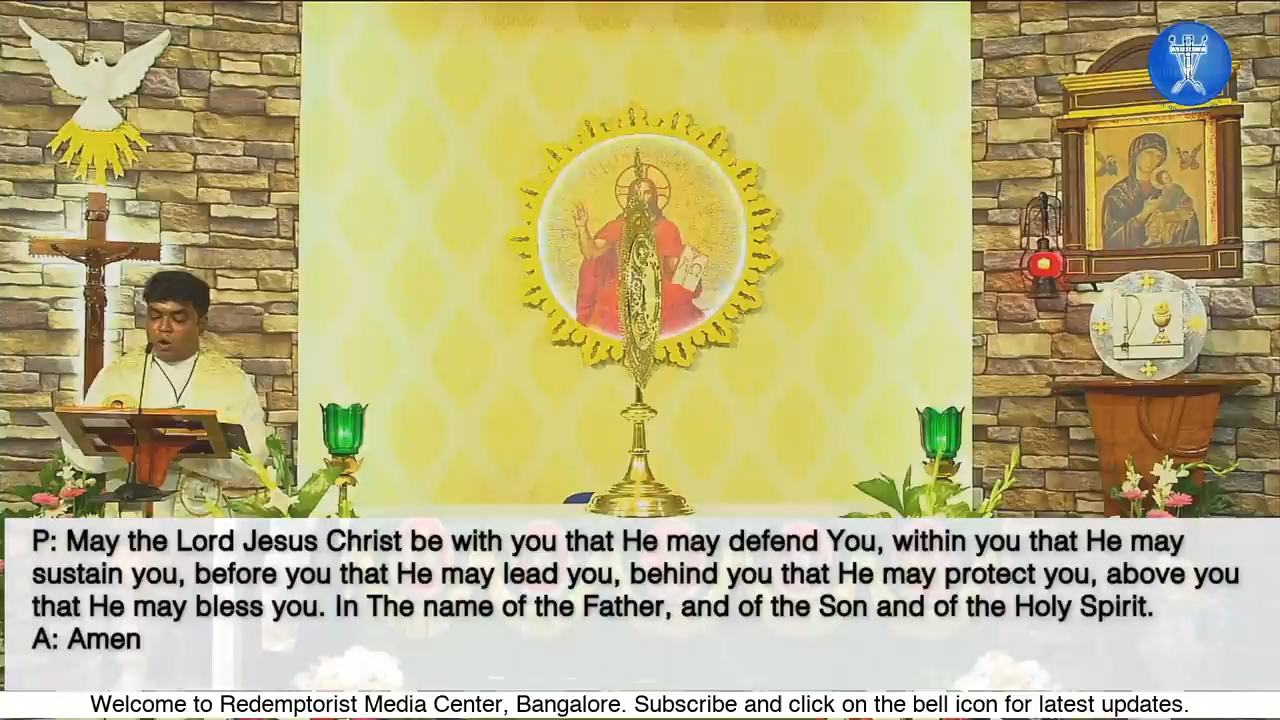 P: May the Lord Jesus Christ be with you that He may defend You, within you that He may
sustain you, before you that He may lead you, behind you that He may protect you, above you
that He may bless you. In The name of the Father, and of the Son and of the Holy Spirit.
A: Amen
Welcome to Redemptorist Media Center, Bangalore. Subscribe and click on the bell icon for latest updates.